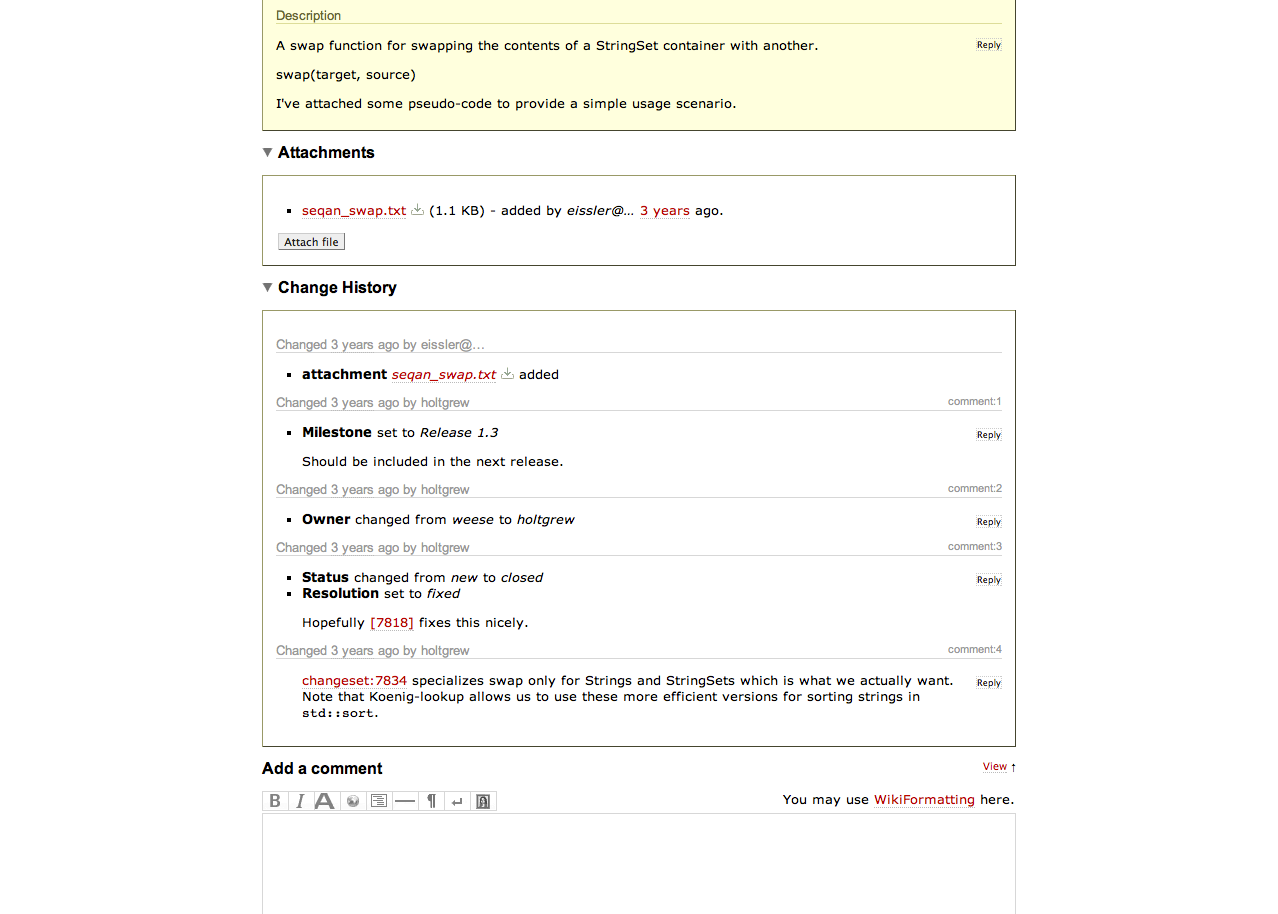 Description
A swap function for swapping the contents of a StringSet container with another.
Reply
swap(target, source)
I've attached some pseudo-code to provide a simple usage scenario.
Attachments
seqan_swap.txt (1.1 KB) - added by eissler@... 3 years ago.
Attach file
Change History
Changed 3 years ago by eissler@...
attachment seqan_swap.txt added
Changed 3 years ago by holtgrew
comment:1
Milestone set to Release 1.3
Reply
Should be included in the next release.
Changed 3 years ago by holtgrew
comment:2
Owner changed from weese to holtgrew
Reply
Changed 3 years ago by holtgrew
comment:3
Status changed from new to closed
Reply
Resolution set to fixed
Hopefully [7818] fixes this nicely.
Changed 3 years ago by holtgrew
comment:4
changeset:7834 specializes swap only for Strings and StringSets which is what we actually want.
Reply
Note that Koenig-lookup allows us to use these more efficient versions for sorting strings in
std::sort.
Add a comment
View ↑
B I A ¶
You may use WikiFormatting here.